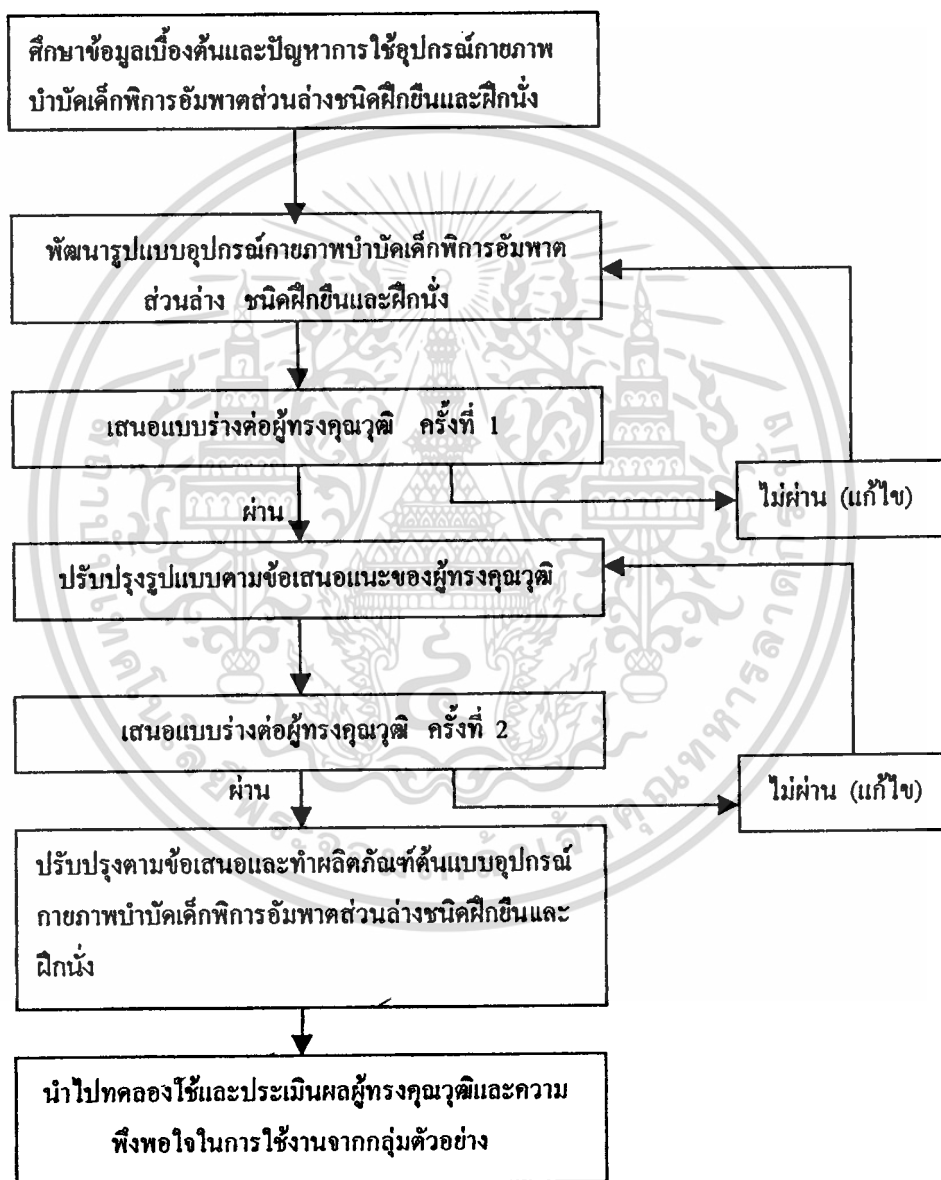 ศึกษาข้อมูลเบื้องต้นและปัญหาการใช้อุปกรณ์กายภาพ
บำบัดเด็กพิการอัมพาตส่วนล่างชนิดฝึกยืนและฝึกนั่ง
พัฒนารูปแบบอุปกรณ์กายภาพบำบัดเด็กพิการอัมพาต
ส่วนล่าง ชนิดฝึกยืนและฝึกนั่ง
เสนอแบบร่างต่อผู้ทรงคุณวุฒิ ครั้งที่ 1
ไม่ผ่าน (แก้ไข)
ผ่าน
ปรับปรุงรูปแบบตามข้อเสนอแนะของผู้ทรงคุณวุฒิ
เสนอแบบร่างต่อผู้ทรงคุณวุฒิ ครั้งที่ 2
ไม่ผ่าน (แก้ไข)
ผ่าน
ปรับปรุงตามข้อเสนอและทำผลิตภัณฑ์ต้นแบบอุปกรณ์
กายภาพบำบัดเด็กพิการอัมพาตส่วนล่างชนิดฝึกยืนและ
ฝึกนั่ง
นำไปทดลองใช้และประเมินผลผู้ทรงคุณวุฒิและความ
พึงพอใจในการใช้งานจากกลุ่มตัวอย่าง